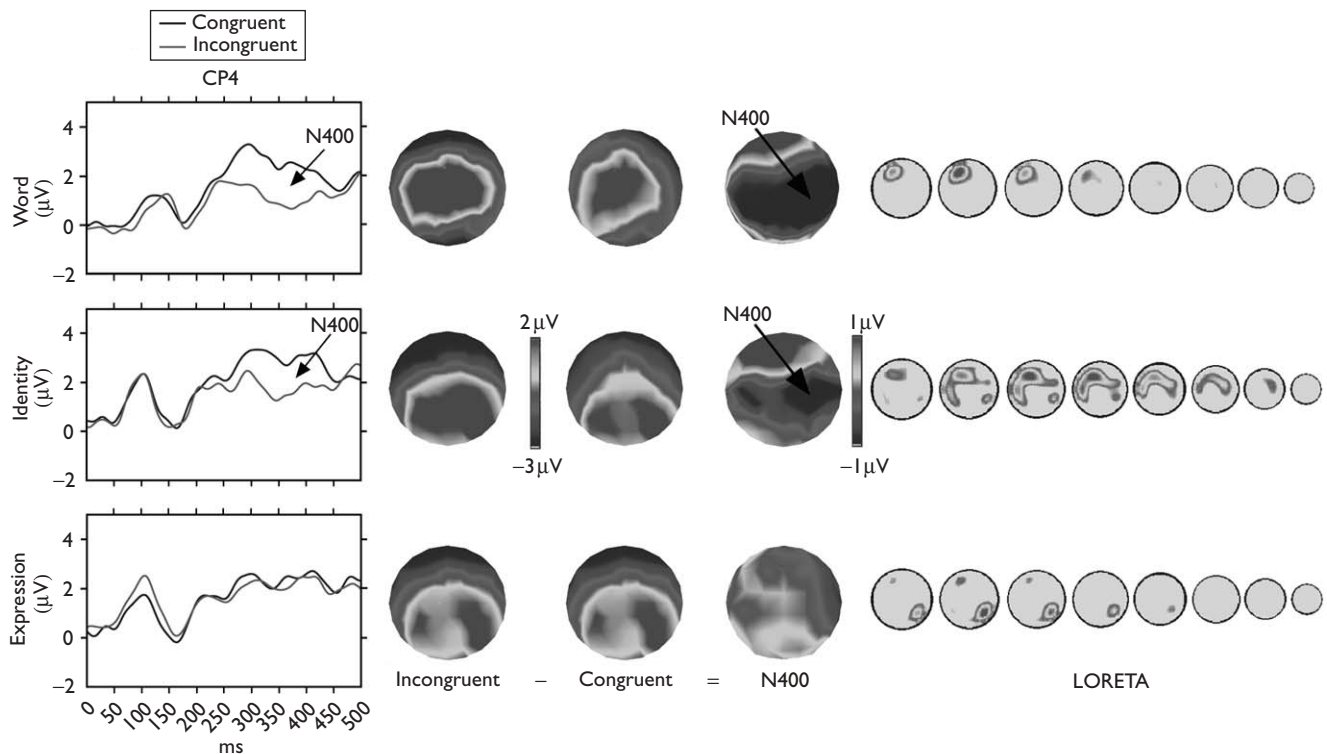 Congruent
Incongruent
CP4
N400
4
2
0
−2
Word
(µV)
N400
N400
4
2
0
−2
Identity
(µV)
2 µV
−3 µV
N400
1 µV
−1 µV
4
2
0
−2
Expression
(µV)
0 50 100 150 200 250 300 350 400 450 500
ms
Incongruent − Congruent = N400
LORETA